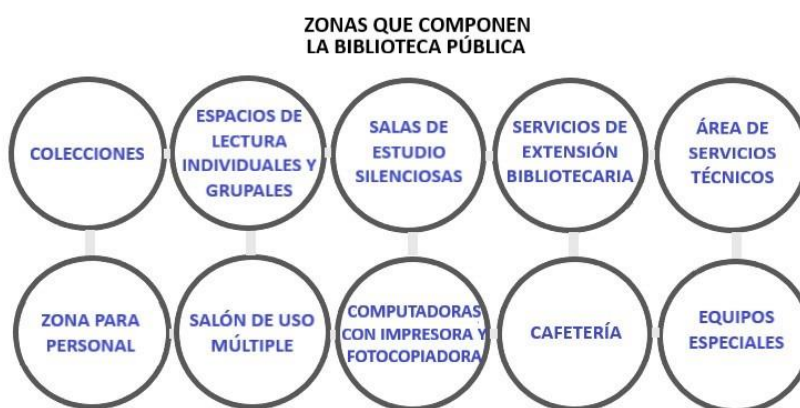 ZONAS QUE COMPONEN
LA BIBLIOTECA PÚBLICA
COLECCIONES
ESPACIOS DE
LECTURA
INDIVIDUALES Y
GRUPALES
SALAS DE
ESTUDIO
SILENCIOSAS
SERVICIOS DE
EXTENSIÓN
BIBLIOTECARIA
ÁREA DE
SERVICIOS
TÉCNICOS
ZONA PARA
PERSONAL
SALÓN DE USO
MÚLTIPLE
COMPUTADORAS
CON IMPRESORA Y
FOTOCOPIADORA
CAFETERÍA
EQUIPOS
ESPECIALES